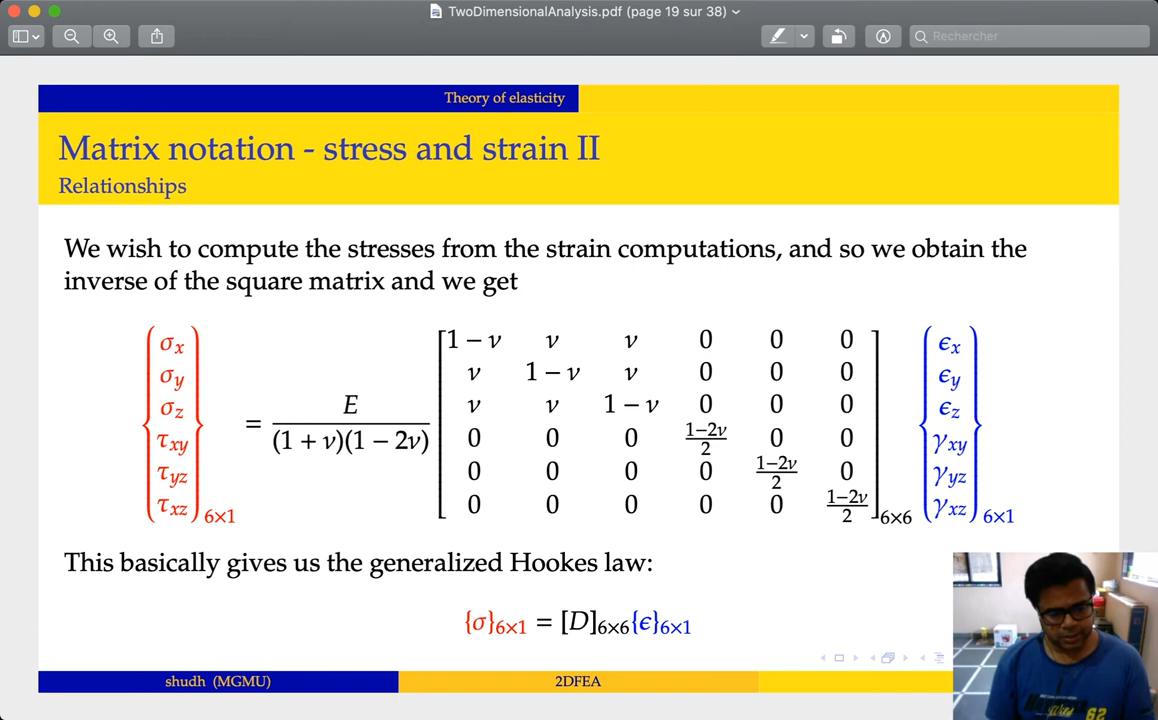 TwoDimensionalAnalysis.pdf (page 19 sur 38)
Rechercher
Theory of elasticity
Matrix notation - stress and strain II
Relationships
We wish to compute the stresses from the strain computations, and so we obtain the
inverse of the square matrix and we get
{σx σy σz τxy τyz τxz}6×1 = E/((1 + ν)(1 − 2ν))
[1 − ν ν ν 0 0 0
ν 1 − ν ν 0 0 0
ν ν 1 − ν 0 0 0
0 0 0 (1−2ν)/2 0 0
0 0 0 0 (1−2ν)/2 0
0 0 0 0 0 (1−2ν)/2]6×6
{ϵx ϵy ϵz γxy γyz γxz}6×1
This basically gives us the generalized Hookes law:
{σ}6×1 = [D]6×6{ϵ}6×1
shudh (MGMU)
2DFEA
62